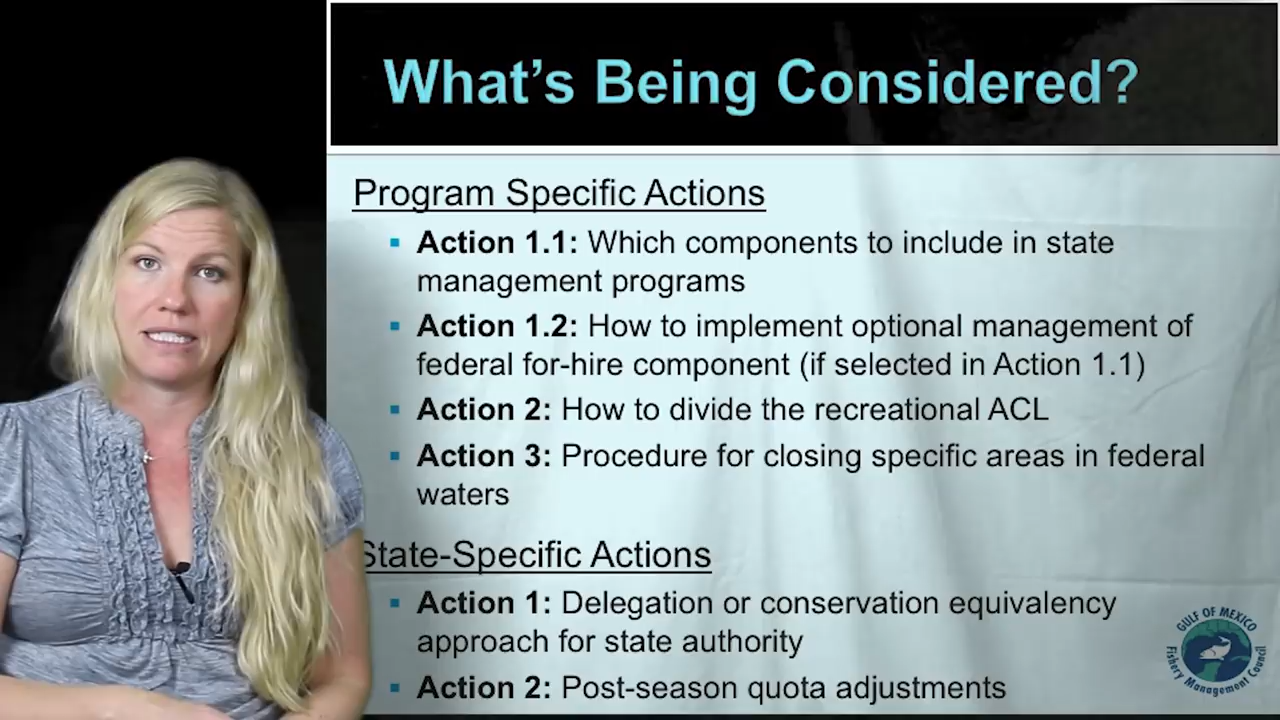 What's Being Considered?
Program Specific Actions
Action 1.1: Which components to include in state
management programs
Action 1.2: How to implement optional management of
federal for-hire component (if selected in Action 1.1)
Action 2: How to divide the recreational ACL
Action 3: Procedure for closing specific areas in federal
waters
State-Specific Actions
Action 1: Delegation or conservation equivalency
approach for state authority
Action 2: Post-season quota adjustments
GULF OF MEXICO
Fishery Management Council